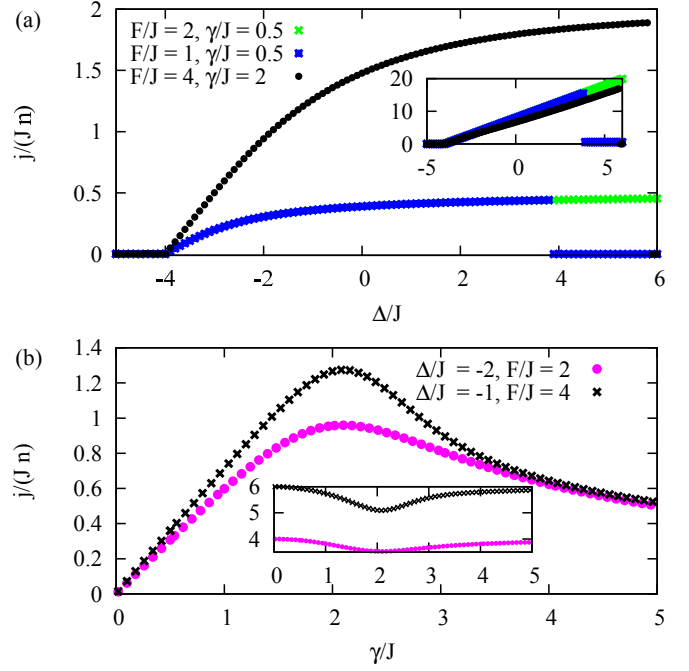 (a)
2
1.5
1
0.5
0
j/(J n)
F/J = 2, γ/J = 0.5
F/J = 1, γ/J = 0.5
F/J = 4, γ/J = 2
20
10
0
-5 0 5
-4 -2 0 2 4 6
Δ/J
(b)
1.4
1.2
1
0.8
0.6
0.4
0.2
0
j/(J n)
Δ/J = -2, F/J = 2
Δ/J = -1, F/J = 4
6
5
4
0 1 2 3 4 5
0 1 2 3 4 5
γ/J